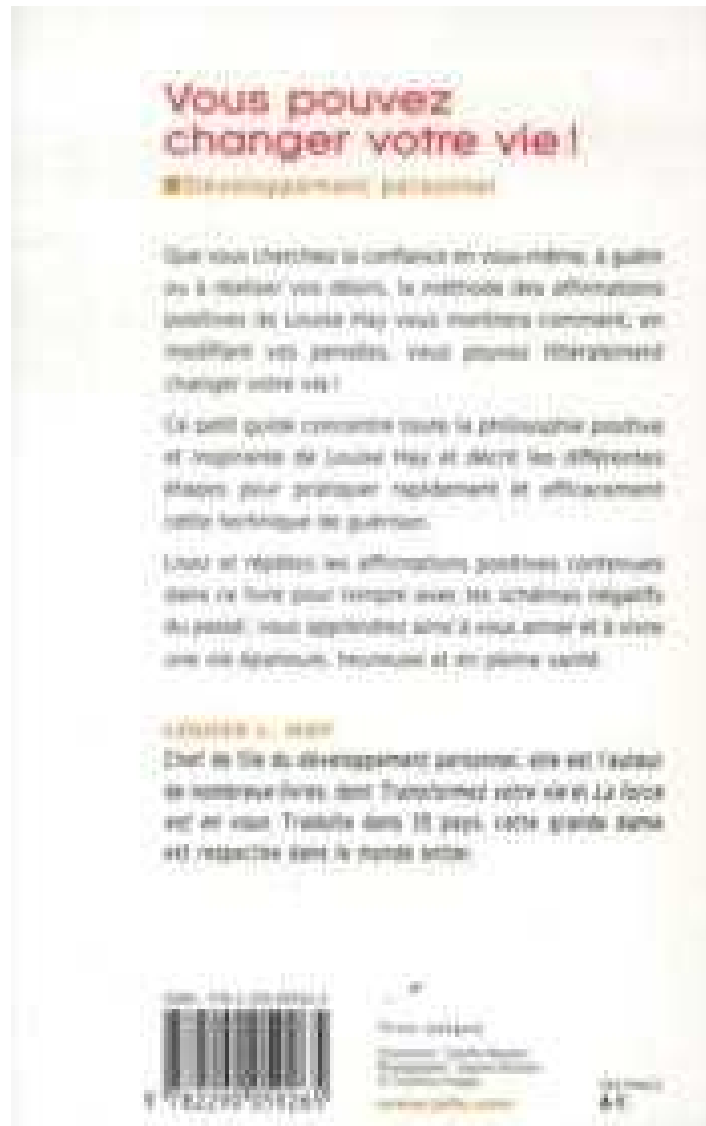 Vous pouvez
changer votre vie !
Développement personnel
Que vous cherchiez la confiance en vous-même, à guérir
ou à réaliser vos désirs, la méthode des affirmations
positives de Louise Hay vous montrera comment, en
modifiant vos pensées, vous pouvez littéralement
changer votre vie !
Ce petit guide concentre toute la philosophie positive
et inspirante de Louise Hay et décrit les différentes
étapes pour pratiquer rapidement et efficacement
cette technique de guérison.
Lisez et répétez les affirmations positives contenues
dans ce livre pour rompre avec les schémas négatifs
du passé ; vous apprendrez ainsi à vous aimer et à vivre
une vie épanouie, heureuse et en pleine santé.
LOUISE L. HAY
Chef de file du développement personnel, elle est l'auteur
de nombreux livres, dont Transformez votre vie et La force
est en vous. Traduite dans 35 pays, cette grande dame
est respectée dans le monde entier.